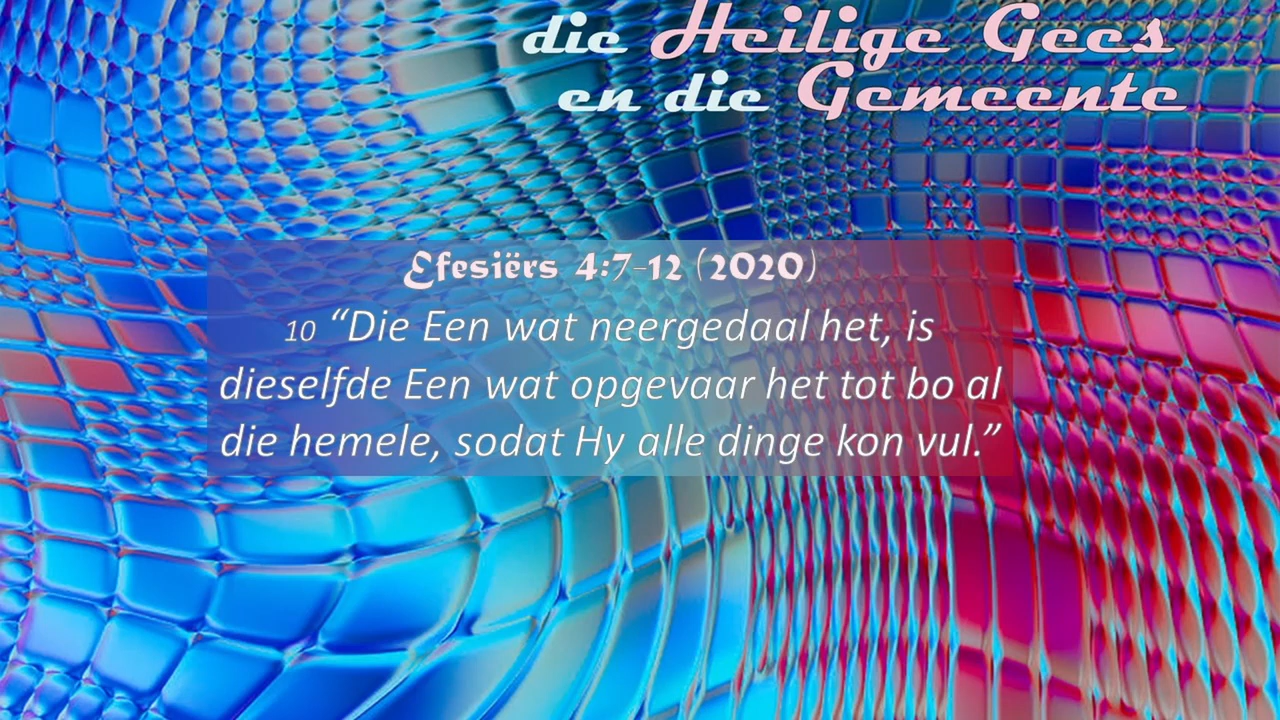 die Heilige Gees
en die Gemeente
Efesiërs 4:7-12 (2020)
10 “Die Een wat neergedaal het, is
dieselfde Een wat opgevaar het tot bo al
die hemele, sodat Hy alle dinge kon vul.”